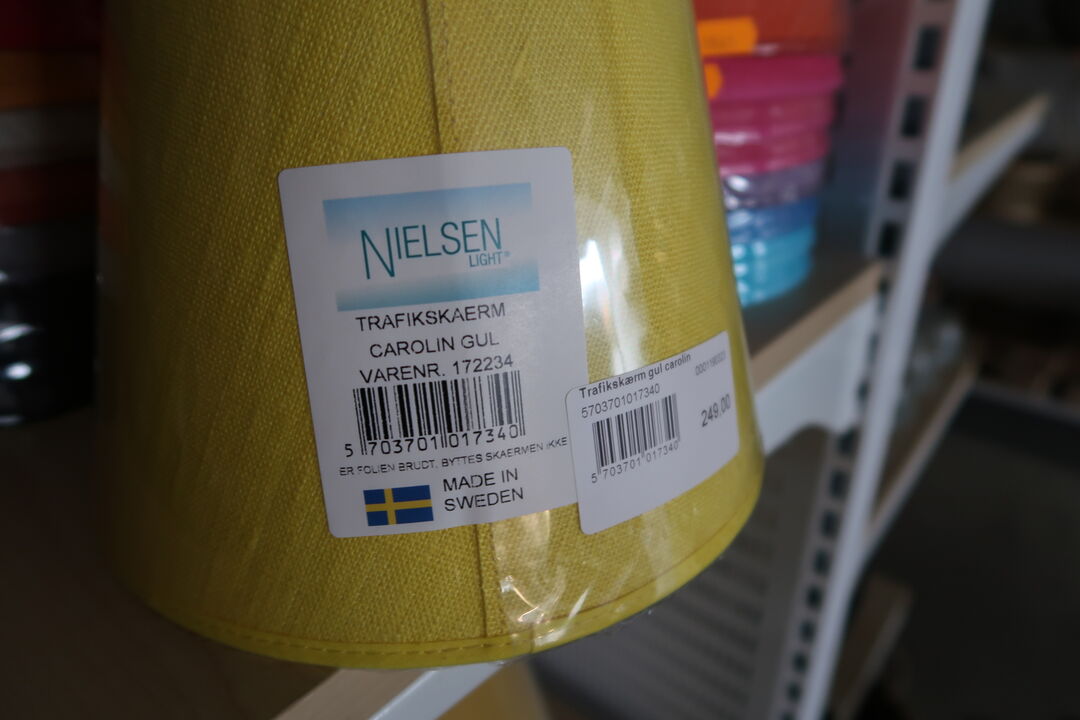 NIELSEN
LIGHT®
TRAFIKSKAERM
CAROLIN GUL
VARENR. 172234
5 703701 017340
ER FOLIEN BRUDT, BYTTES SKAERMEN IKKE
MADE IN
SWEDEN
Trafikskærm gul carolin
5703701017340
249.00
5 703701 017340